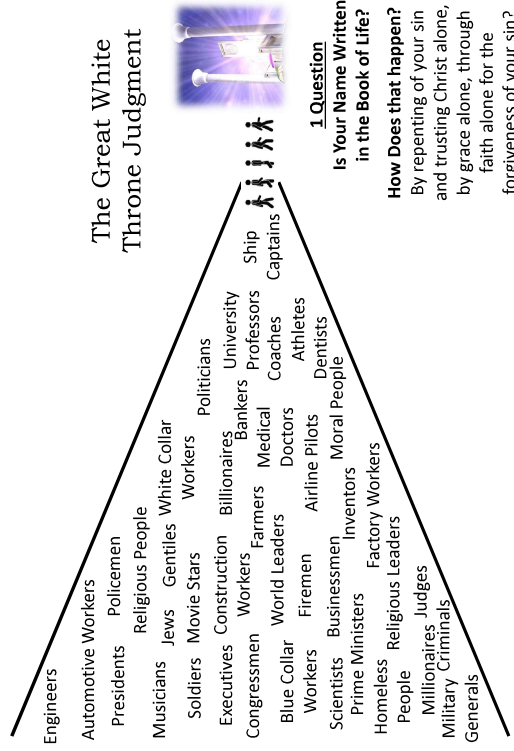 The Great White
Throne Judgment
1 Question
Is Your Name Written
in the Book of Life?
How Does that happen?
By repenting of your sin
and trusting Christ alone,
by grace alone, through
faith alone for the
forgiveness of your sin?
Engineers
Automotive Workers
Presidents
Policemen
Religious People
Musicians
Jews
Gentiles
White Collar
Workers
Politicians
Soldiers
Movie Stars
Executives
Construction
Workers
Billionaires
Bankers
University
Professors
Ship
Captains
Congressmen
Farmers
Medical
Doctors
Coaches
Athletes
World Leaders
Blue Collar
Workers
Firemen
Airline Pilots
Dentists
Moral People
Scientists
Businessmen
Inventors
Prime Ministers
Factory Workers
Homeless
People
Religious Leaders
Millionaires
Judges
Military
Generals
Criminals